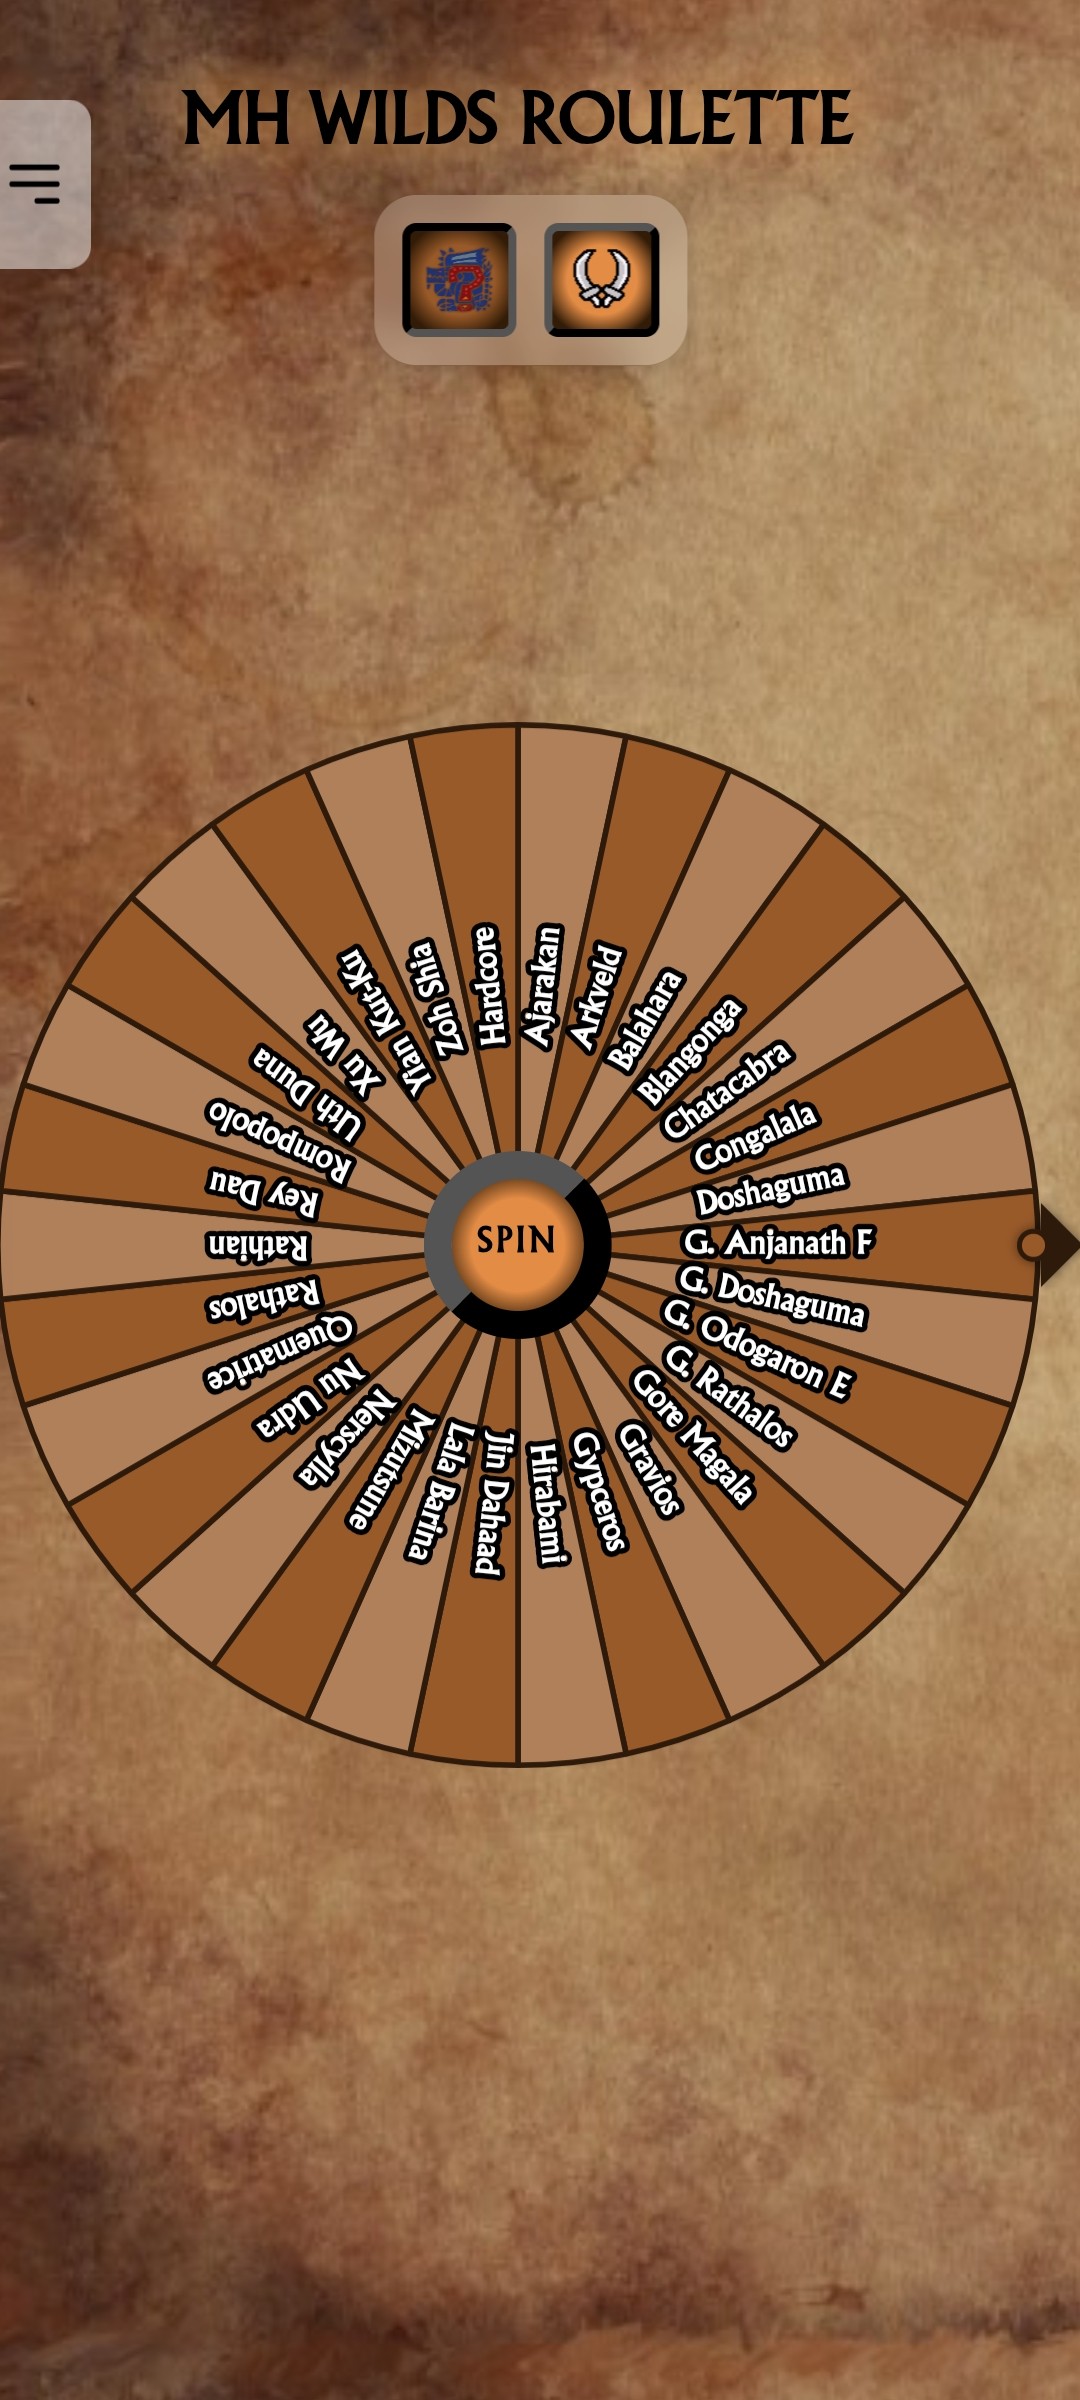 MH WILDS ROULETTE
?
Ajarakan
Arkveld
Balahara
Blangonga
Chatacabra
Congalala
Doshaguma
G. Anjanath F
G. Doshaguma
G. Odogaron E
G. Rathalos
Gore Magala
Gravios
Gypceros
Hirabami
Jin Dahaad
Lala Barina
Mizutsune
Nerscylla
Nu Udra
Quematrice
Rathalos
Rathian
Rey Dau
Rompopolo
Uth Duna
Xu Wu
Yian Kut-Ku
Zoh Shia
Hardcore
SPIN